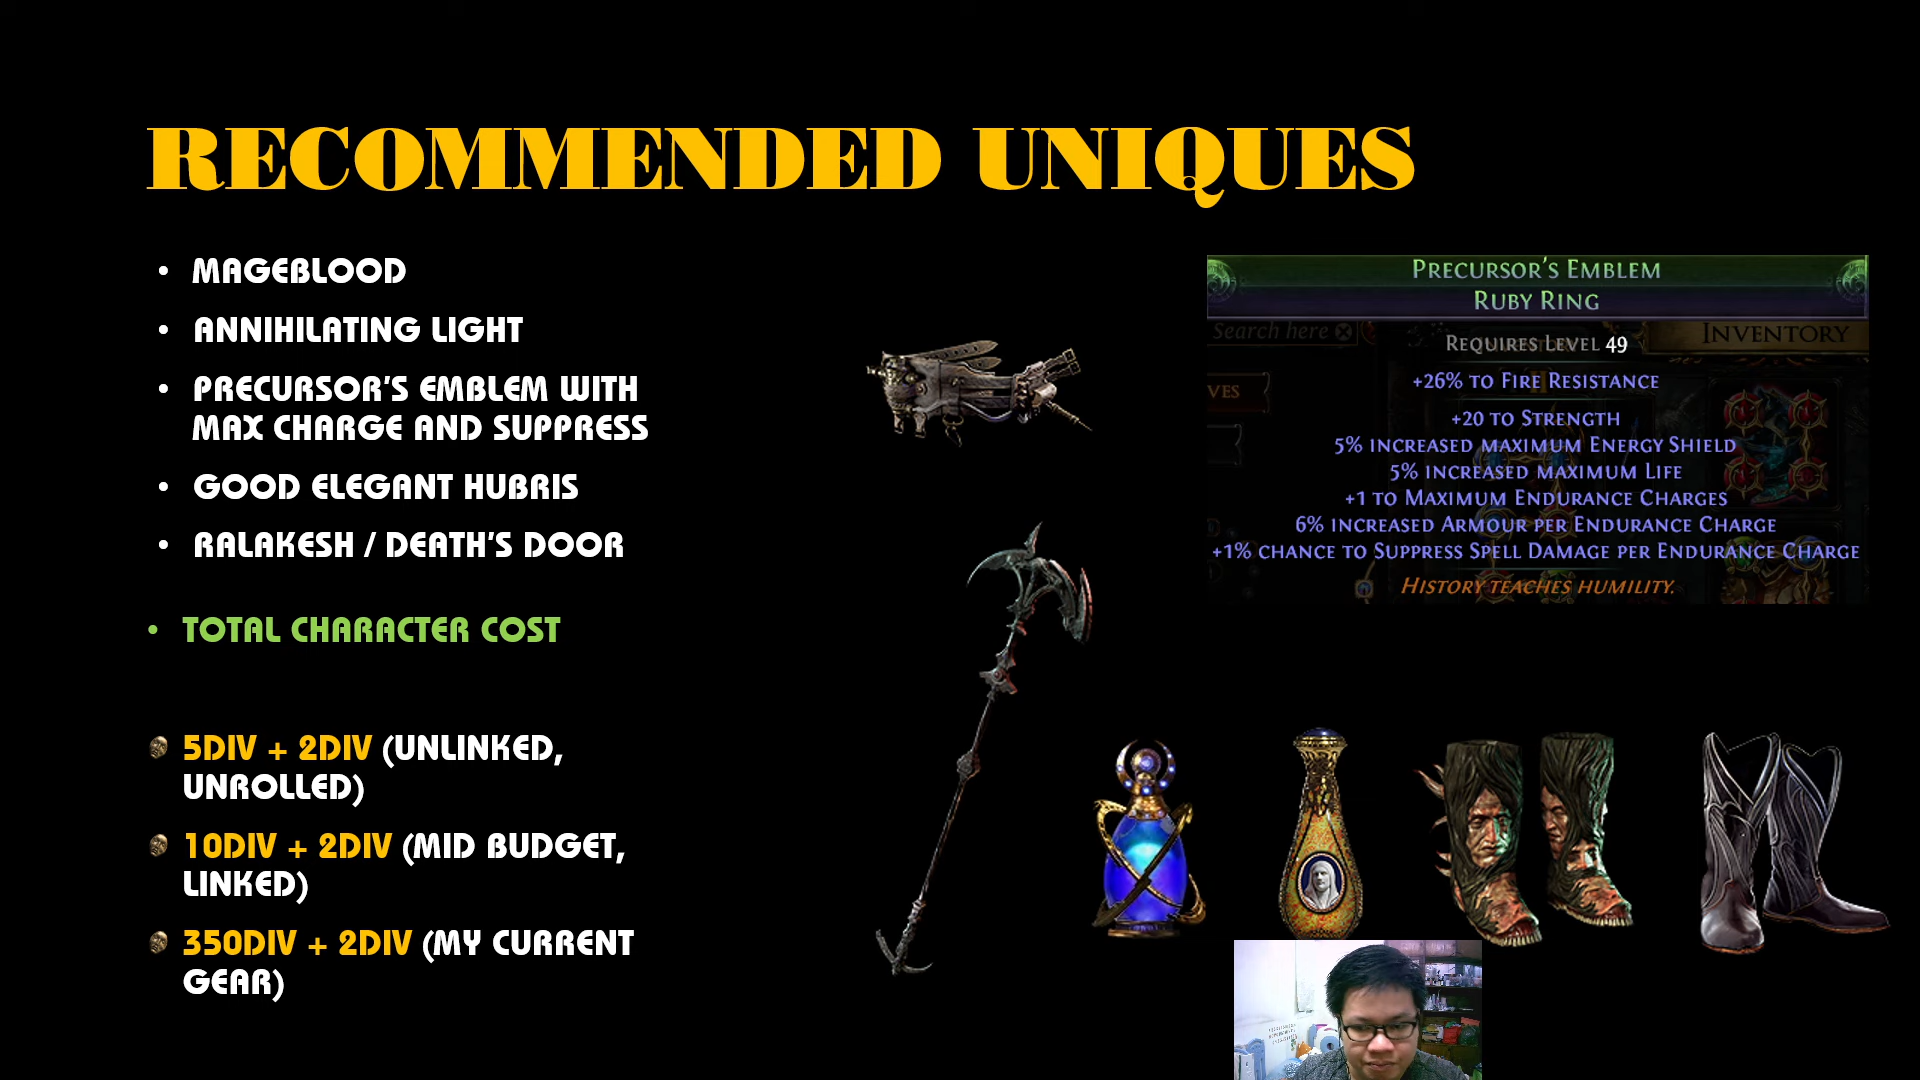 RECOMMENDED UNIQUES
• MAGEBLOOD
• ANNIHILATING LIGHT
• PRECURSOR'S EMBLEM WITH
MAX CHARGE AND SUPPRESS
• GOOD ELEGANT HUBRIS
• RALAKESH / DEATH'S DOOR
• TOTAL CHARACTER COST
5DIV + 2DIV (UNLINKED,
UNROLLED)
10DIV + 2DIV (MID BUDGET,
LINKED)
350DIV + 2DIV (MY CURRENT
GEAR)
PRECURSOR'S EMBLEM
RUBY RING
Search here
INVENTORY
REQUIRES LEVEL 49
+26% TO FIRE RESISTANCE
VES
+20 TO STRENGTH
5% INCREASED MAXIMUM ENERGY SHIELD
5% INCREASED MAXIMUM LIFE
+1 TO MAXIMUM ENDURANCE CHARGES
6% INCREASED ARMOUR PER ENDURANCE CHARGE
+1% CHANCE TO SUPPRESS SPELL DAMAGE PER ENDURANCE CHARGE
HISTORY TEACHES HUMILITY.